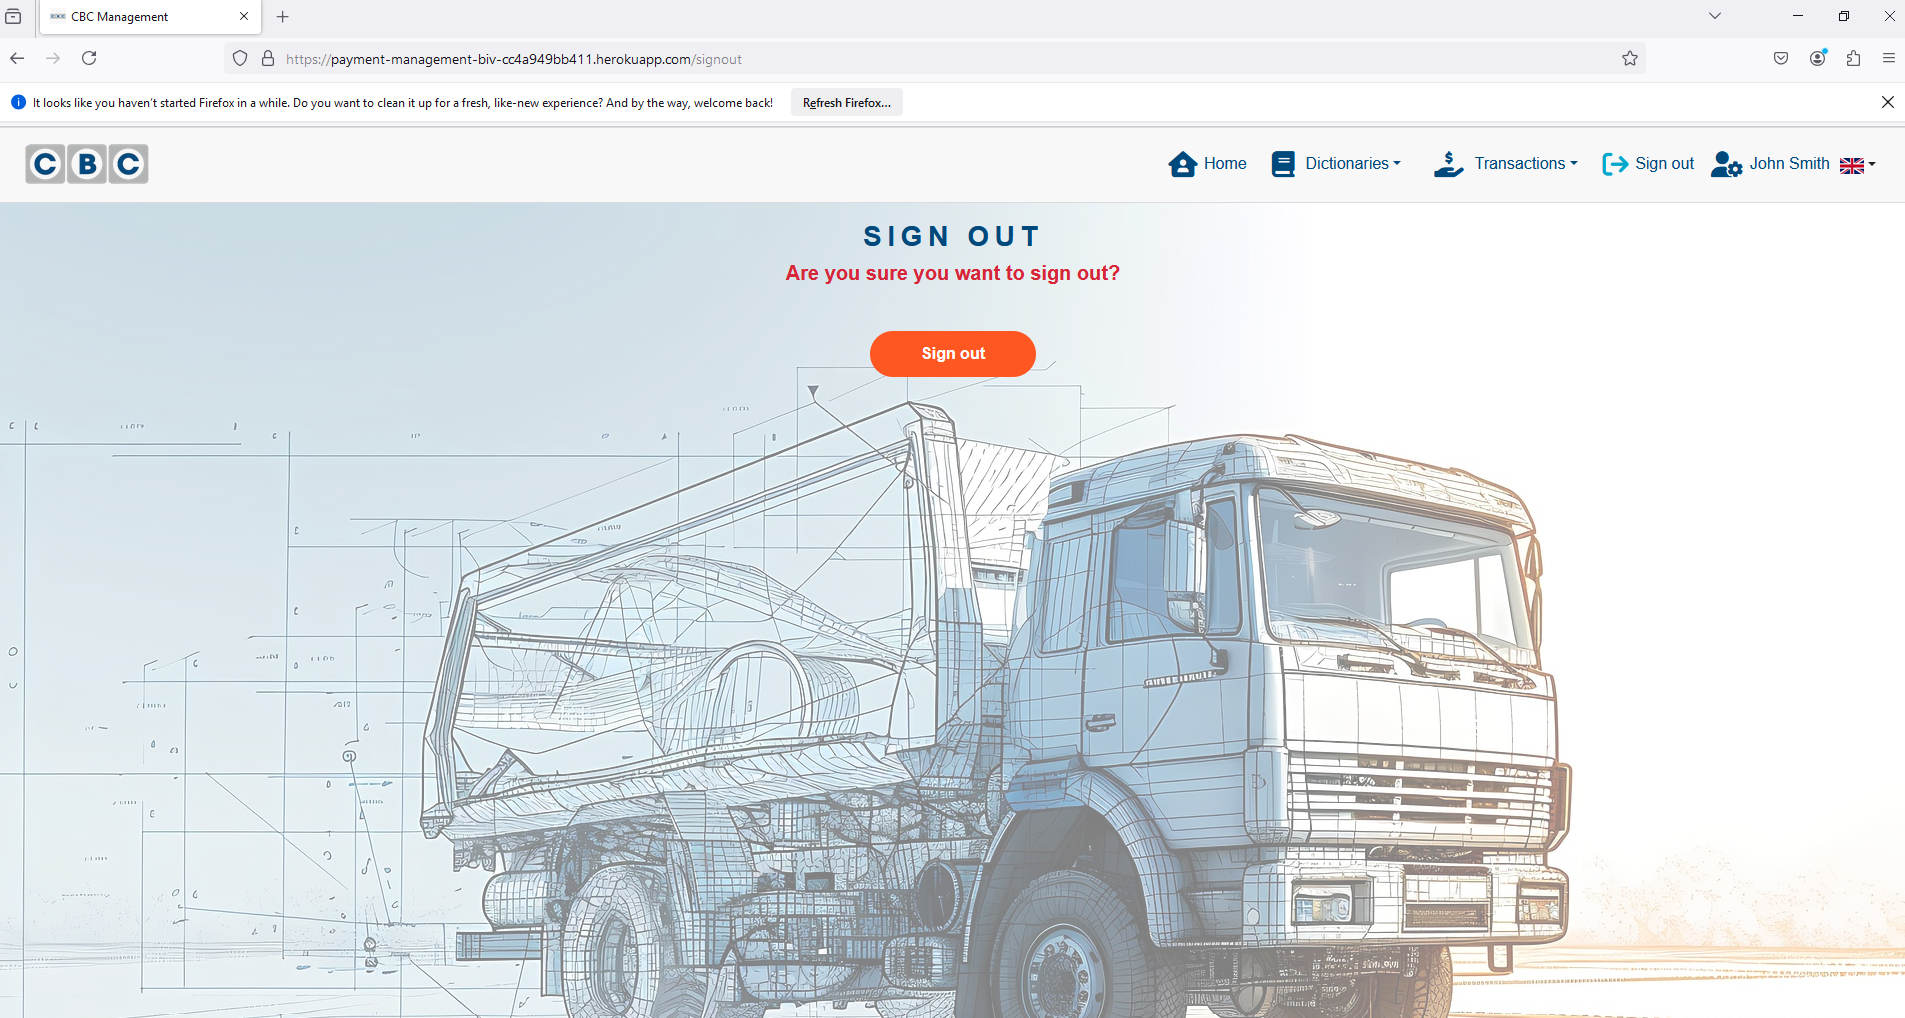 CBC Management
https://payment-management-biv-cc4a949bb411.herokuapp.com/signout
It looks like you haven't started Firefox in a while. Do you want to clean it up for a fresh, like-new experience? And by the way, welcome back!
Refresh Firefox...
CBC
Home
Dictionaries
Transactions
Sign out
John Smith
SIGN OUT
Are you sure you want to sign out?
Sign out